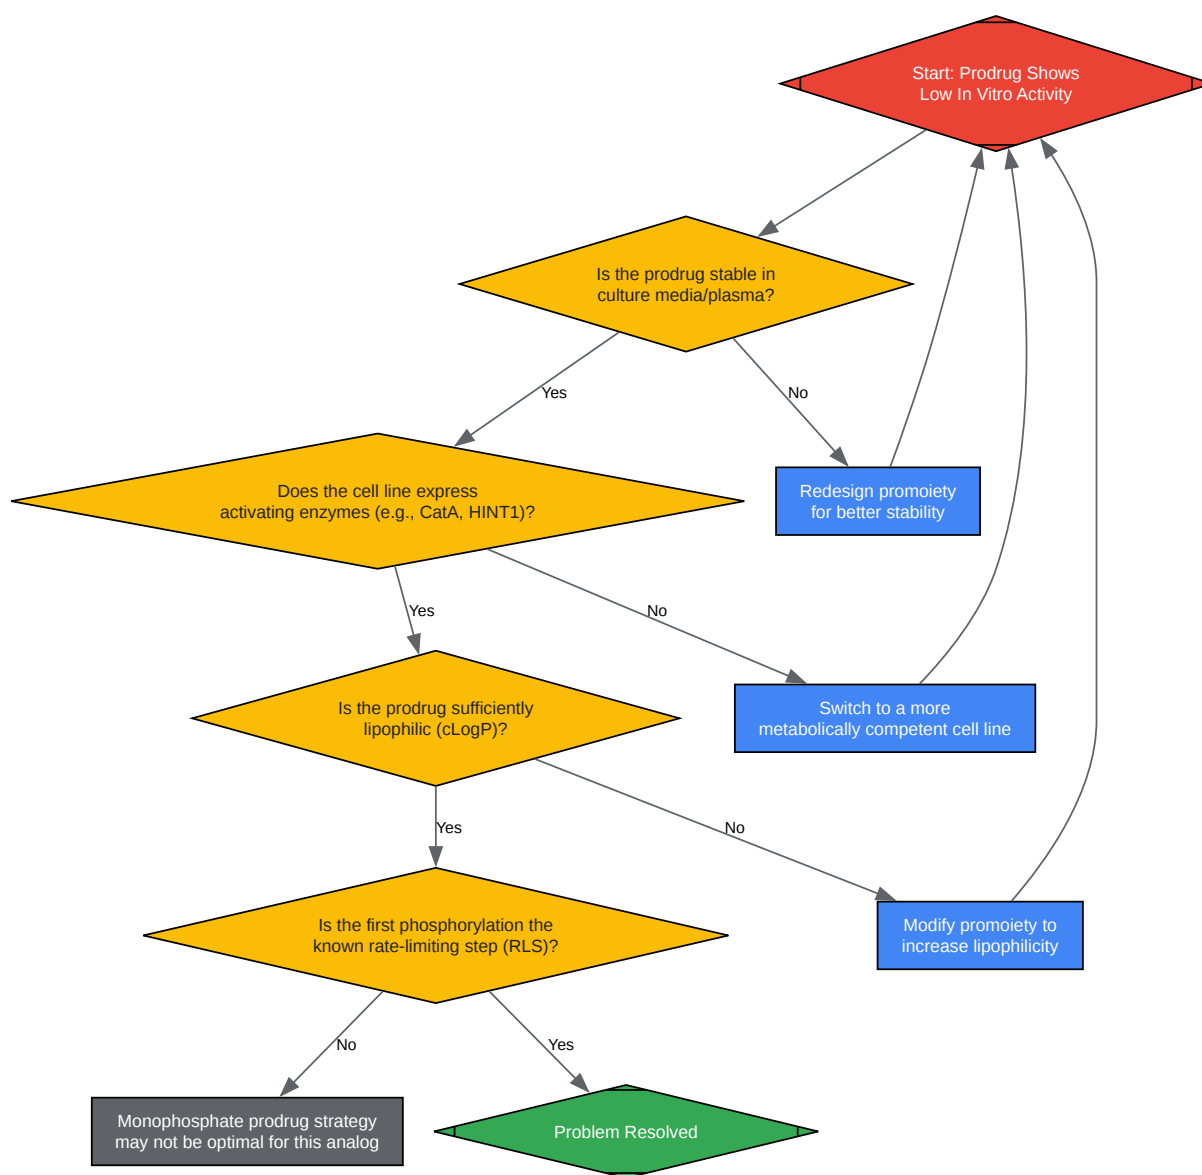 Start: Prodrug Shows
Low In Vitro Activity
Is the prodrug stable in
culture media/plasma?
Yes
No
Does the cell line express
activating enzymes (e.g., CatA, HINT1)?
Redesign promoiety
for better stability
Yes
No
Is the prodrug sufficiently
lipophilic (cLogP)?
Switch to a more
metabolically competent cell line
Yes
No
Is the first phosphorylation the
known rate-limiting step (RLS)?
Modify promoiety to
increase lipophilicity
No
Yes
Monophosphate prodrug strategy
may not be optimal for this analog
Problem Resolved